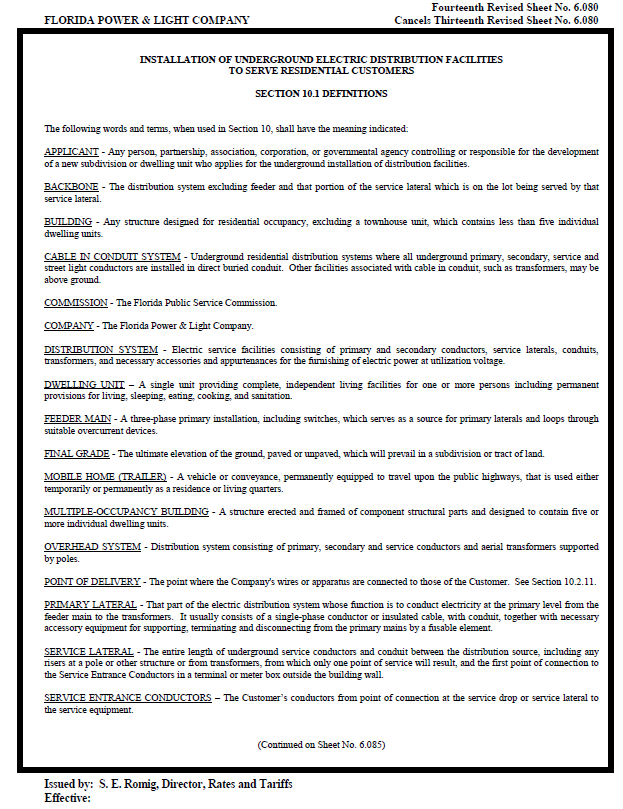 Fourteenth Revised Sheet No. 6.080
FLORIDA POWER & LIGHT COMPANY Cancels Thirteenth Revised Sheet No. 6.080
INSTALLATION OF UNDERGROUND ELECTRIC DISTRIBUTION FACILITIES
TO SERVE RESIDENTIAL CUSTOMERS
SECTION 10.1 DEFINITIONS
The following words and terms, when used in Section 10, shall have the meaning indicated:
APPLICANT - Any person, partnership, association, corporation, or governmental agency controlling or responsible for the development
of a new subdivision or dwelling unit who applies for the underground installation of distribution facilities.
BACKBONE - The distribution system excluding feeder and that portion of the service lateral which is on the lot being served by that
service lateral.
BUILDING - Any structure designed for residential occupancy, excluding a townhouse unit, which contains less than five individual
dwelling units.
CABLE IN CONDUIT SYSTEM - Underground residential distribution systems where all underground primary, secondary, service and
street light conductors are installed in direct buried conduit. Other facilities associated with cable in conduit, such as transformers, may be
above ground.
COMMISSION - The Florida Public Service Commission.
COMPANY - The Florida Power & Light Company.
DISTRIBUTION SYSTEM - Electric service facilities consisting of primary and secondary conductors, service laterals, conduits,
transformers, and necessary accessories and appurtenances for the furnishing of electric power at utilization voltage.
DWELLING UNIT – A single unit providing complete, independent living facilities for one or more persons including permanent
provisions for living, sleeping, eating, cooking, and sanitation.
FEEDER MAIN - A three-phase primary installation, including switches, which serves as a source for primary laterals and loops through
suitable overcurrent devices.
FINAL GRADE - The ultimate elevation of the ground, paved or unpaved, which will prevail in a subdivision or tract of land.
MOBILE HOME (TRAILER) - A vehicle or conveyance, permanently equipped to travel upon the public highways, that is used either
temporarily or permanently as a residence or living quarters.
MULTIPLE-OCCUPANCY BUILDING - A structure erected and framed of component structural parts and designed to contain five or
more individual dwelling units.
OVERHEAD SYSTEM - Distribution system consisting of primary, secondary and service conductors and aerial transformers supported
by poles.
POINT OF DELIVERY - The point where the Company's wires or apparatus are connected to those of the Customer. See Section 10.2.11.
PRIMARY LATERAL - That part of the electric distribution system whose function is to conduct electricity at the primary level from the
feeder main to the transformers. It usually consists of a single-phase conductor or insulated cable, with conduit, together with necessary
accessory equipment for supporting, terminating and disconnecting from the primary mains by a fusable element.
SERVICE LATERAL - The entire length of underground service conductors and conduit between the distribution source, including any
risers at a pole or other structure or from transformers, from which only one point of service will result, and the first point of connection to
the Service Entrance Conductors in a terminal or meter box outside the building wall.
SERVICE ENTRANCE CONDUCTORS – The Customer's conductors from point of connection at the service drop or service lateral to
the service equipment.
(Continued on Sheet No. 6.085)
Issued by: S. E. Romig, Director, Rates and Tariffs
Effective: